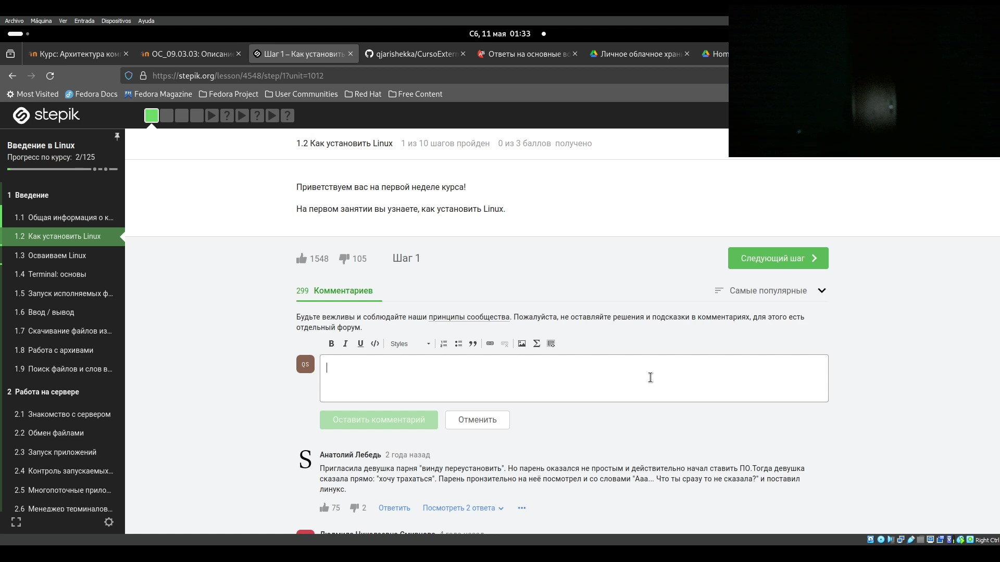 Archivo Máquina Ver Entrada Dispositivos Ayuda
Сб, 11 мая 01:33
Курс: Архитектура ком
ОС_09.03.03: Описани
Шаг 1 – Как установить
qjarishekka/CursoExtern
Ответы на основные во
Личное облачное хран
Hom
https://stepik.org/lesson/4548/step/1?unit=1012
Most Visited Fedora Docs Fedora Magazine Fedora Project User Communities Red Hat Free Content
stepik
Введение в Linux
Прогресс по курсу: 2/125
1 Введение
1.1 Общая информация о к...
1.2 Как установить Linux
1.3 Осваиваем Linux
1.4 Terminal: основы
1.5 Запуск исполняемых ф...
1.6 Ввод / вывод
1.7 Скачивание файлов из...
1.8 Работа с архивами
1.9 Поиск файлов и слов в...
2 Работа на сервере
2.1 Знакомство с сервером
2.2 Обмен файлами
2.3 Запуск приложений
2.4 Контроль запускаемых...
2.5 Многопоточные прило...
2.6 Менеджер терминалов...
1.2 Как установить Linux 1 из 10 шагов пройден 0 из 3 баллов получено
Приветствуем вас на первой неделе курса!
На первом занятии вы узнаете, как установить Linux.
1548 105 Шаг 1
Следующий шаг
299 Комментариев
Самые популярные
Будьте вежливы и соблюдайте наши принципы сообщества. Пожалуйста, не оставляйте решения и подсказки в комментариях, для этого есть
отдельный форум.
B I U </> Styles
QS
Оставить комментарий Отменить
Анатолий Лебедь 2 года назад
Пригласила девушка парня "винду переустановить". Но парень оказался не простым и действительно начал ставить ПО.Тогда девушка
сказала прямо: "хочу трахаться". Парень пронзительно на неё посмотрел и со словами "Ааа... Что ты сразу то не сказала?" и поставил
линукс.
75 2 Ответить Посмотреть 2 ответа
Людмила Николаевна Смирнова 4 года назад
Right Ctrl